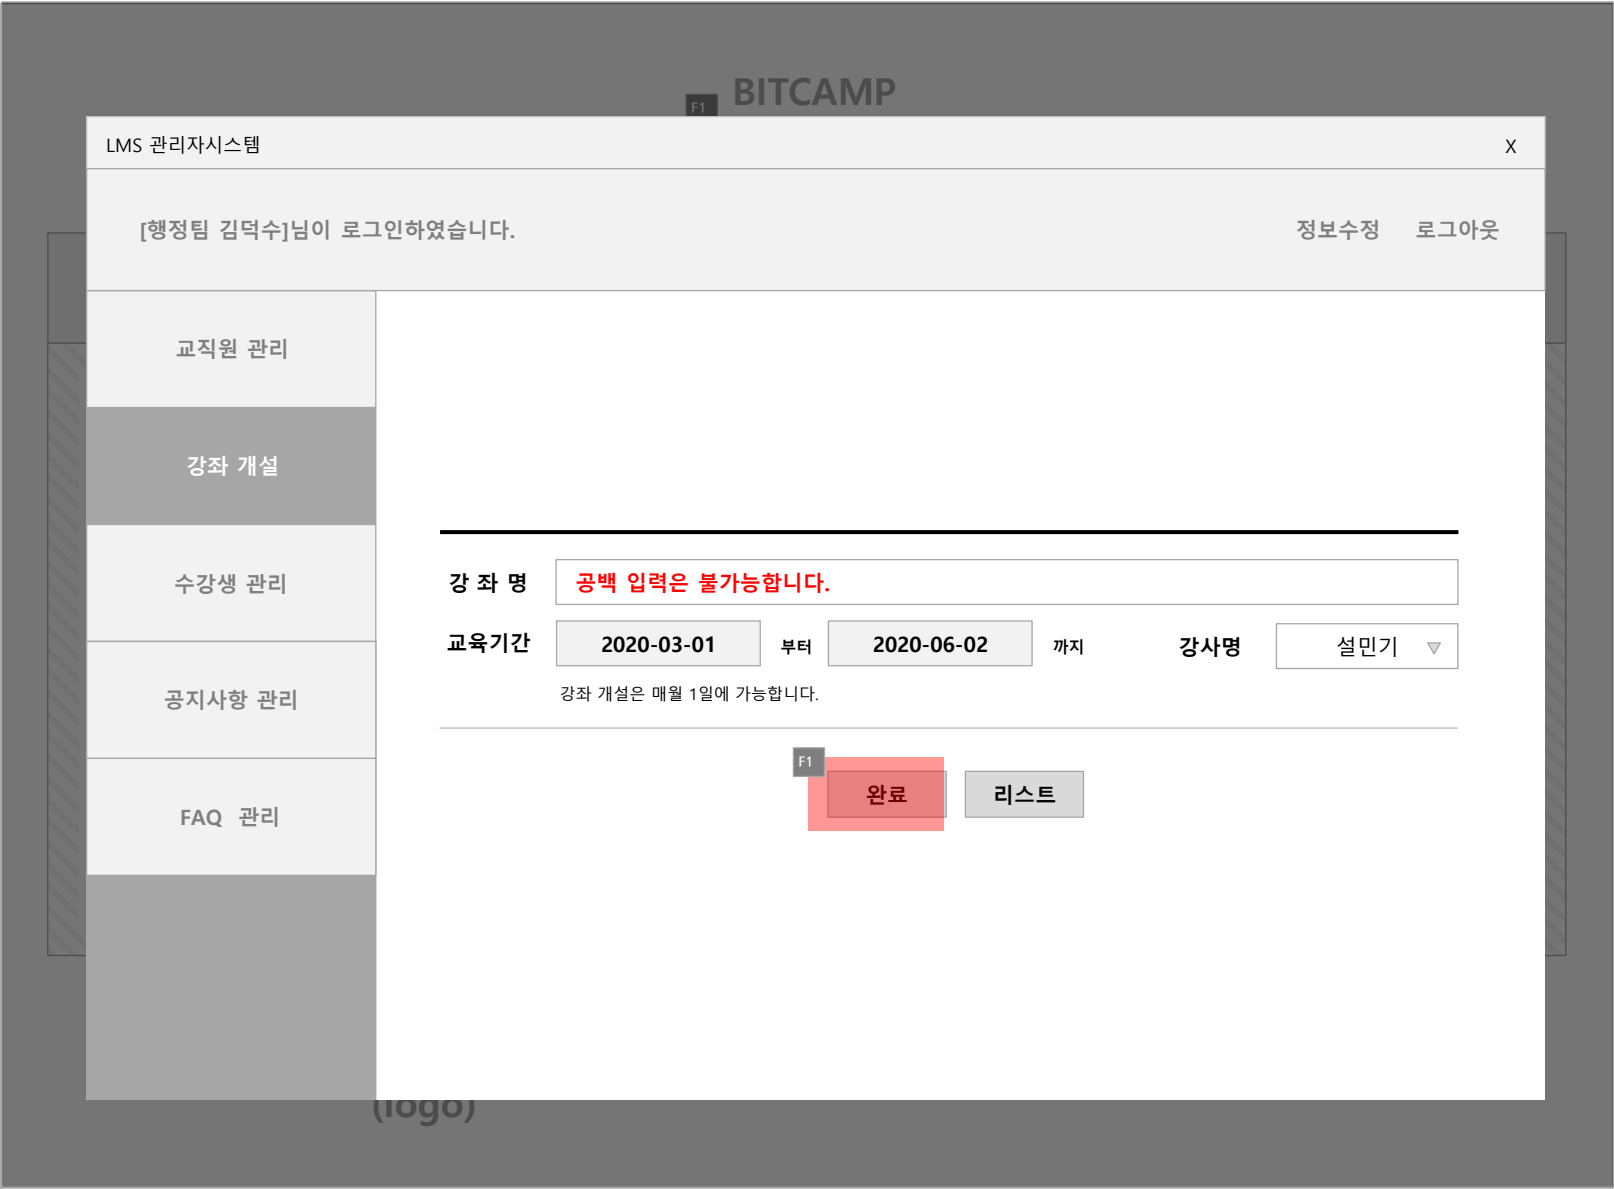 BITCAMP
F1
LMS 관리자시스템
X
[행정팀 김덕수]님이 로그인하였습니다.
정보수정 로그아웃
교직원 관리
강좌 개설
수강생 관리
공지사항 관리
FAQ 관리
강 좌 명 공백 입력은 불가능합니다.
교육기간 2020-03-01 부터 2020-06-02 까지 강사명 설민기 ▽
강좌 개설은 매월 1일에 가능합니다.
F1
완료 리스트
(logo)